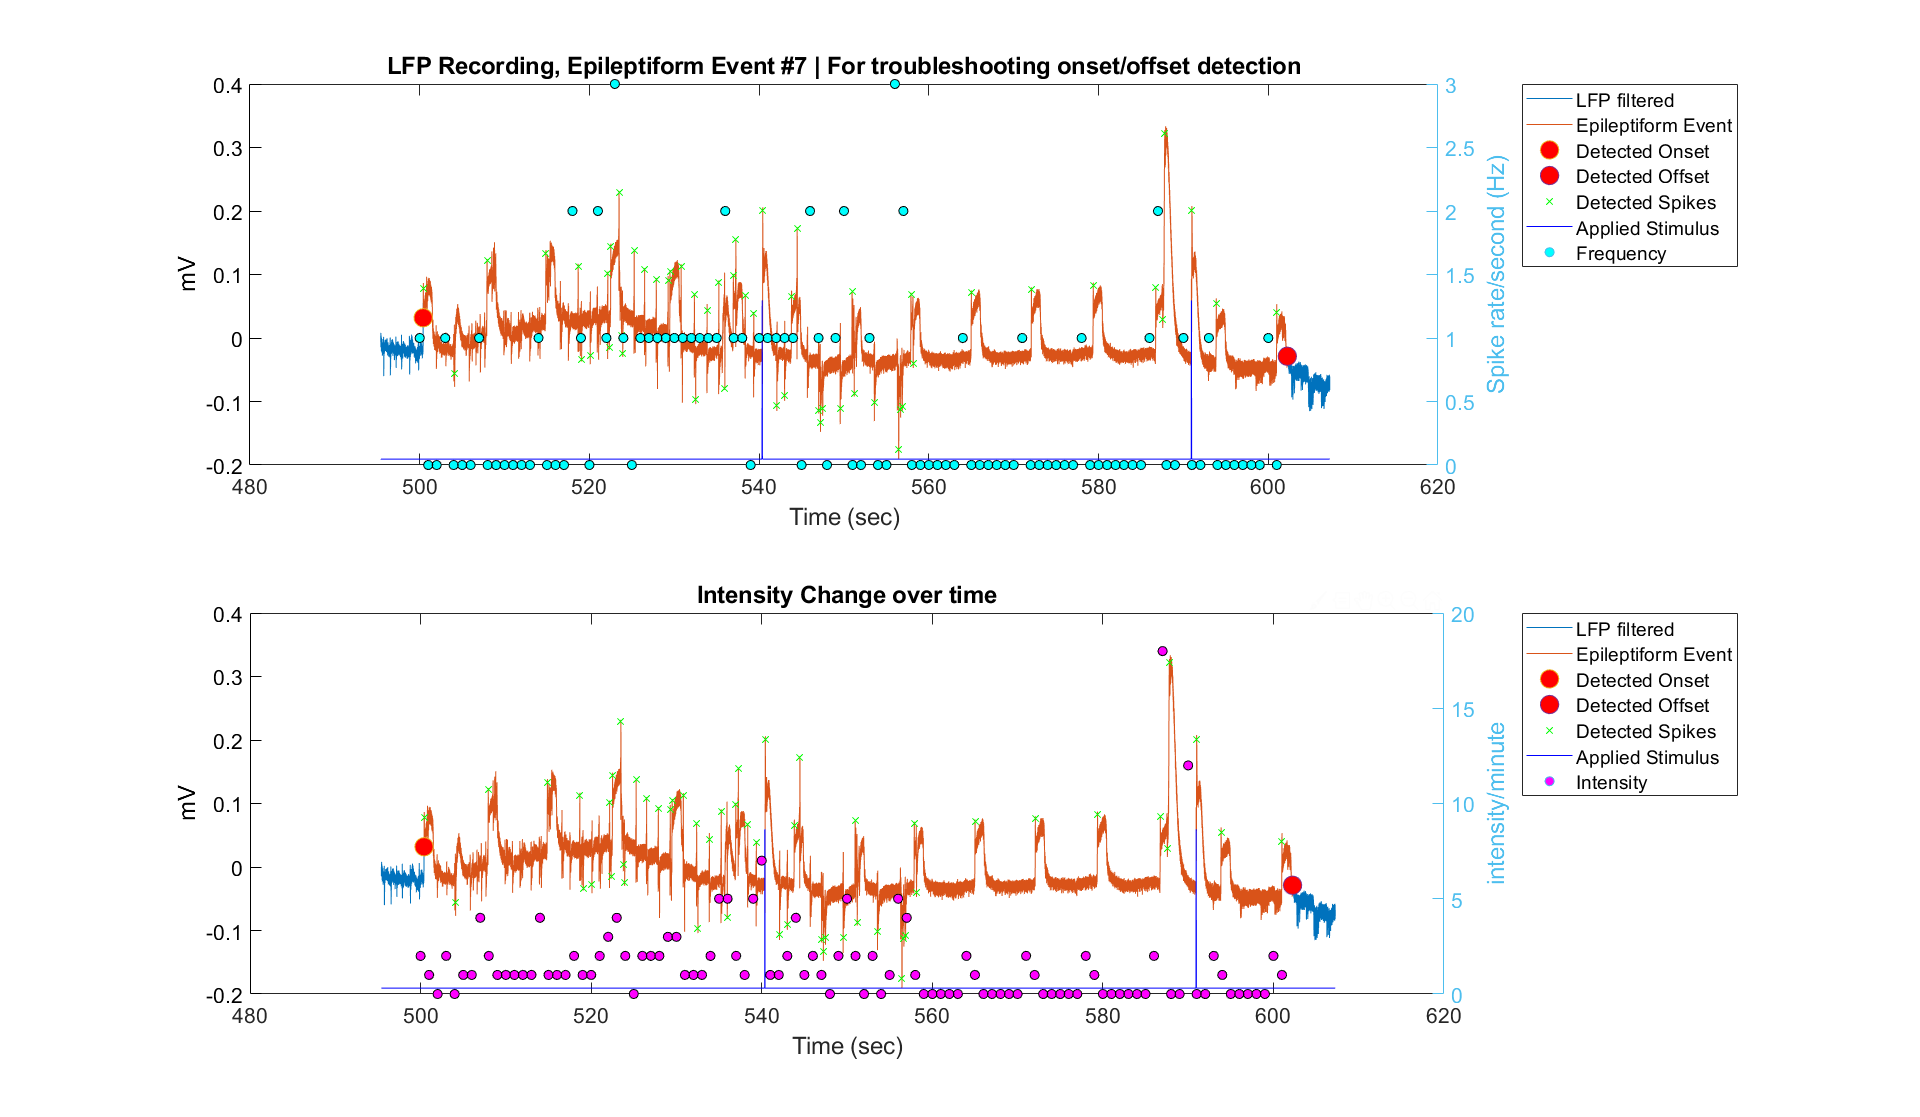 LFP Recording, Epileptiform Event #7 | For troubleshooting onset/offset detection
0.4
0.3
0.2
0.1
0
-0.1
-0.2
mV
3
2.5
2
1.5
1
0.5
0
Spike rate/second (Hz)
480 500 520 540 560 580 600 620
Time (sec)
LFP filtered
Epileptiform Event
Detected Onset
Detected Offset
Detected Spikes
Applied Stimulus
Frequency
Intensity Change over time
0.4
0.3
0.2
0.1
0
-0.1
-0.2
mV
20
15
10
5
0
intensity/minute
480 500 520 540 560 580 600 620
Time (sec)
LFP filtered
Epileptiform Event
Detected Onset
Detected Offset
Detected Spikes
Applied Stimulus
Intensity